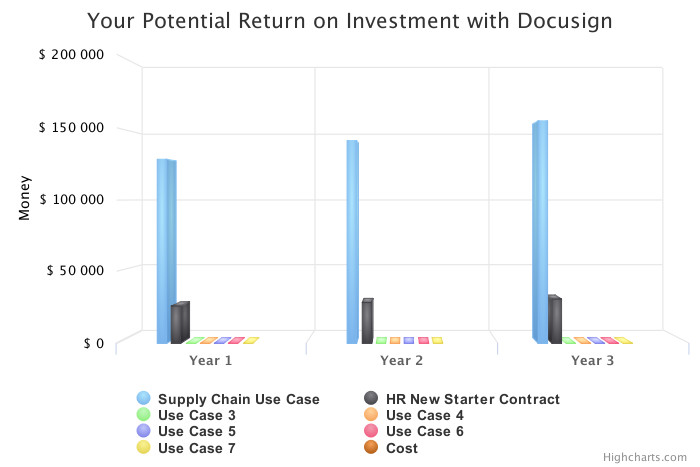 Your Potential Return on Investment with Docusign
$ 200 000
$ 150 000
$ 100 000
$ 50 000
$ 0
Money
Year 1 Year 2 Year 3
Supply Chain Use Case HR New Starter Contract
Use Case 3 Use Case 4
Use Case 5 Use Case 6
Use Case 7 Cost
Highcharts.com